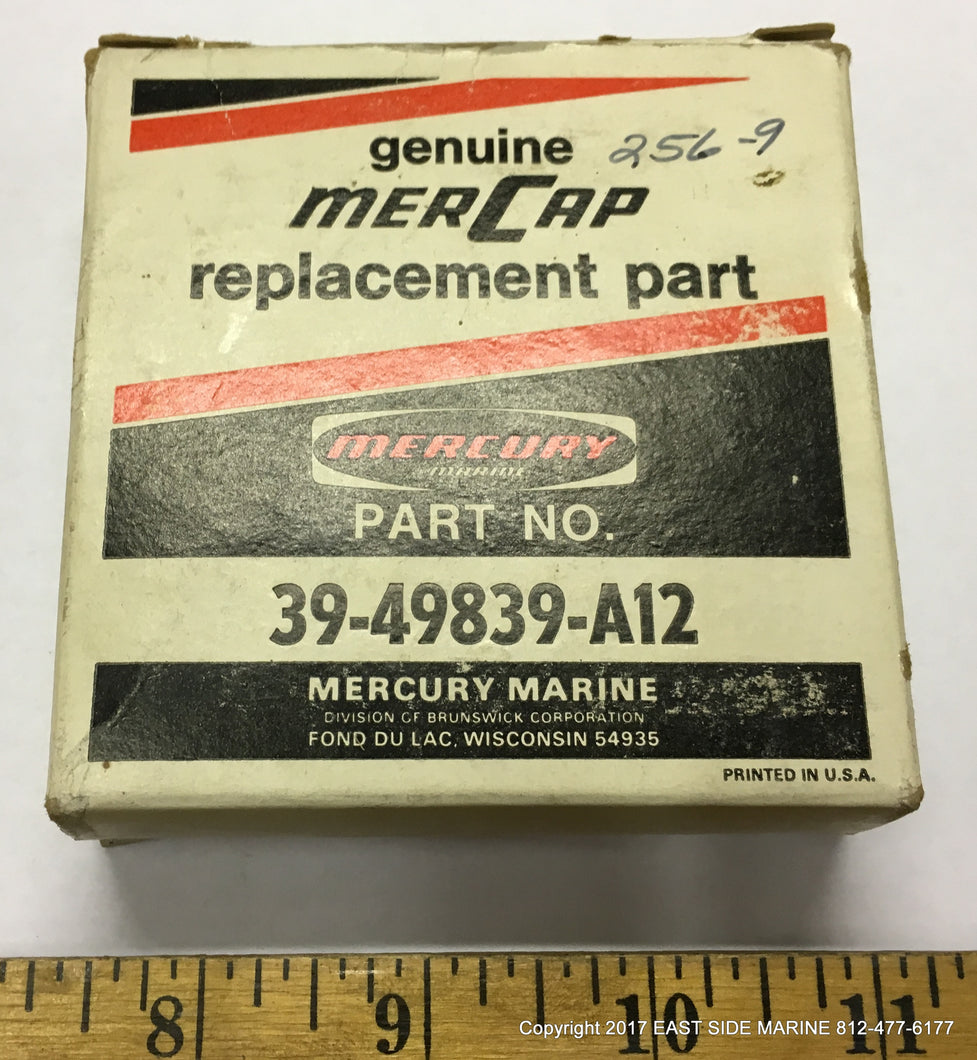 genuine 256-9
MERCAP
replacement part
MERCURY
MARINE
PART NO.
39-49839-A12
MERCURY MARINE
DIVISION OF BRUNSWICK CORPORATION
FOND DU LAC, WISCONSIN 54935
PRINTED IN U.S.A.
8 9 10 11
Copyright 2017 EAST SIDE MARINE 812-477-6177